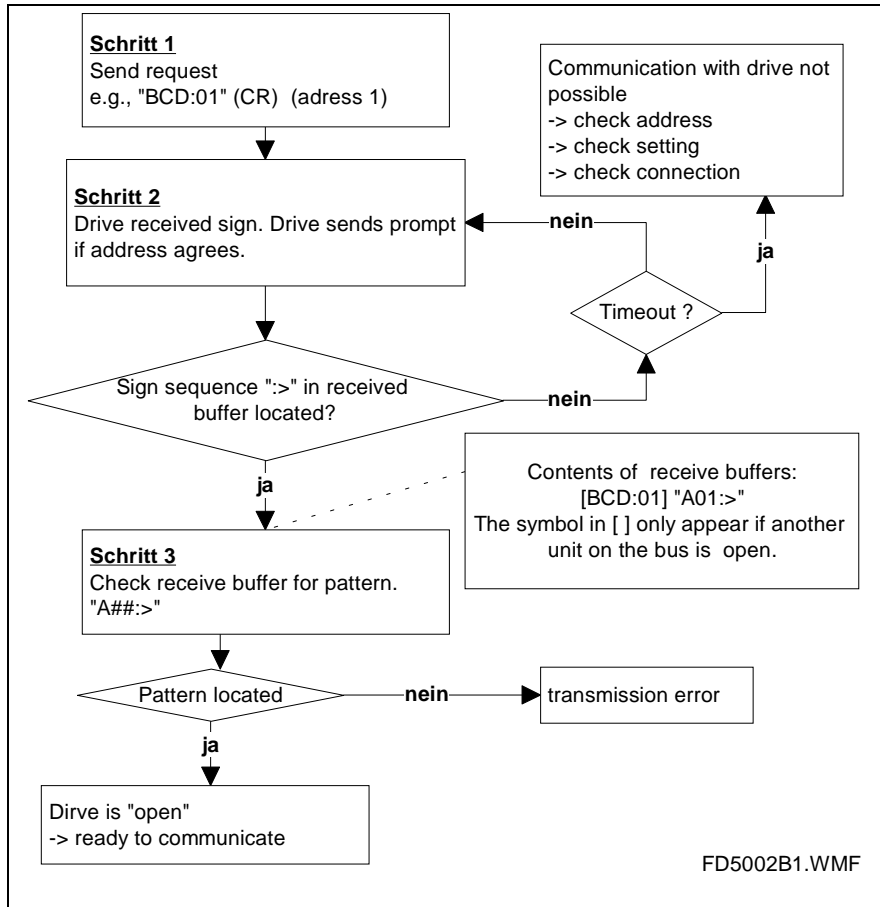 Schritt 1
Send request
e.g., "BCD:01" (CR)  (adress 1)
Communication with drive not
possible
-> check address
-> check setting
-> check connection
Schritt 2
Drive received sign. Drive sends prompt
if address agrees.
nein
ja
Timeout ?
Sign sequence ":>" in received
buffer located?
nein
ja
Contents of  receive buffers:
[BCD:01] "A01:>"
The symbol in [ ] only appear if another
unit on the bus is  open.
Schritt 3
Check receive buffer for pattern.
"A##:>"
Pattern located
nein
transmission error
ja
Dirve is "open"
-> ready to communicate
FD5002B1.WMF